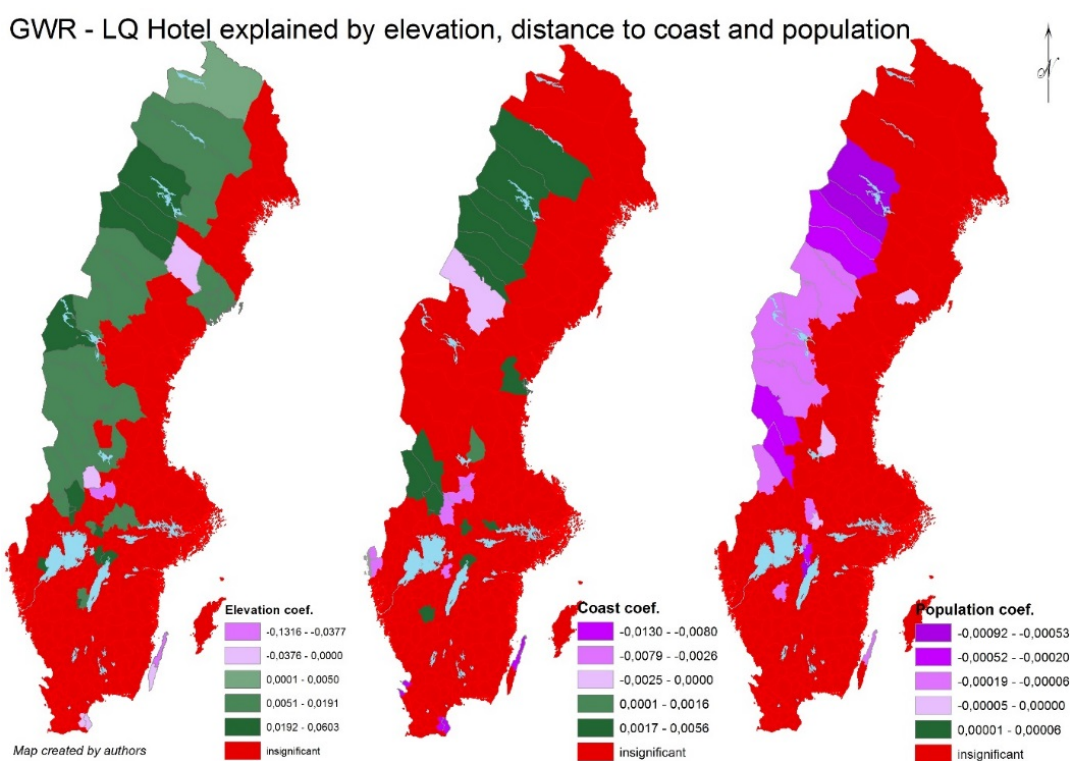 GWR - LQ Hotel explained by elevation, distance to coast and population
N
Elevation coef.
-0,1316 - -0,0377
-0,0376 - 0,0000
0,0001 - 0,0050
0,0051 - 0,0191
0,0192 - 0,0603
insignificant
Coast coef.
-0,0130 - -0,0080
-0,0079 - -0,0026
-0,0025 - 0,0000
0,0001 - 0,0016
0,0017 - 0,0056
insignificant
Population coef.
-0,00092 - -0,00053
-0,00052 - -0,00020
-0,00019 - -0,00006
-0,00005 - -0,00000
0,00001 - 0,00006
insignificant
Map created by authors